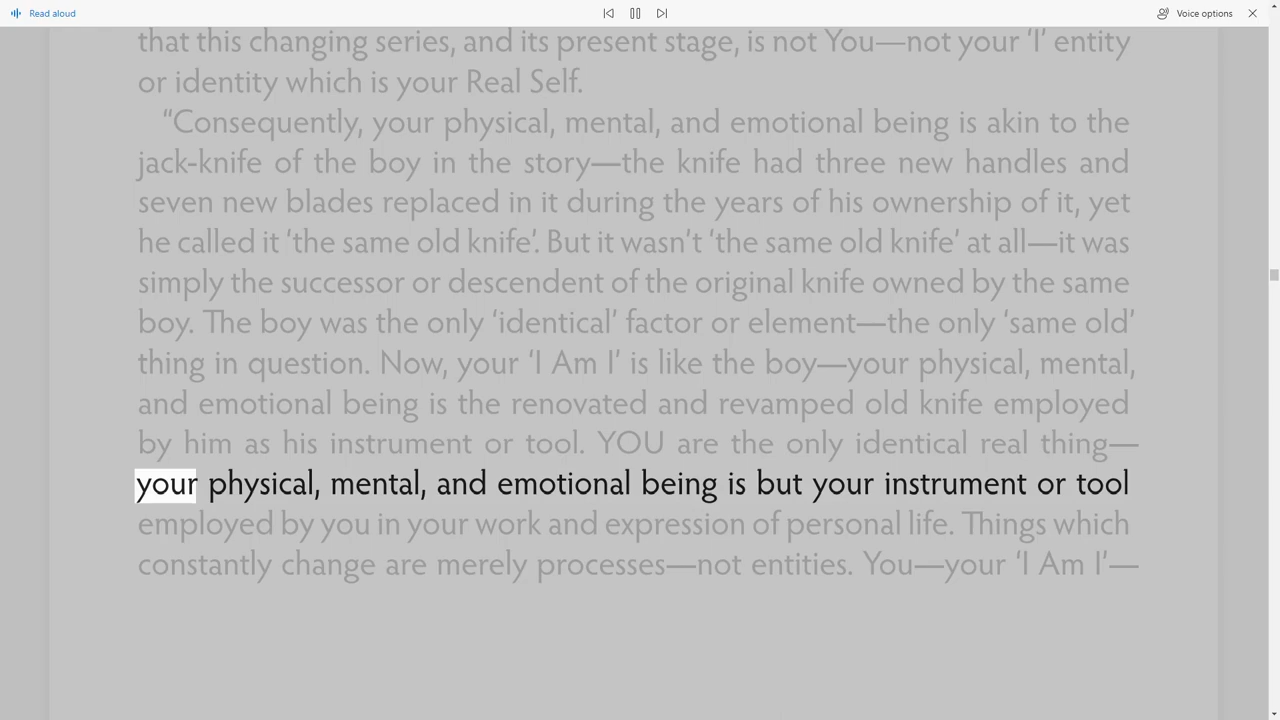 Read aloud
Voice options
that this changing series, and its present stage, is not You—not your ‘I’ entity
or identity which is your Real Self.
“Consequently, your physical, mental, and emotional being is akin to the
jack-knife of the boy in the story—the knife had three new handles and
seven new blades replaced in it during the years of his ownership of it, yet
he called it ‘the same old knife’. But it wasn’t ‘the same old knife’ at all—it was
simply the successor or descendent of the original knife owned by the same
boy. The boy was the only ‘identical’ factor or element—the only ‘same old’
thing in question. Now, your ‘I Am I’ is like the boy—your physical, mental,
and emotional being is the renovated and revamped old knife employed
by him as his instrument or tool. YOU are the only identical real thing—
your physical, mental, and emotional being is but your instrument or tool
employed by you in your work and expression of personal life. Things which
constantly change are merely processes—not entities. You—your ‘I Am I’—